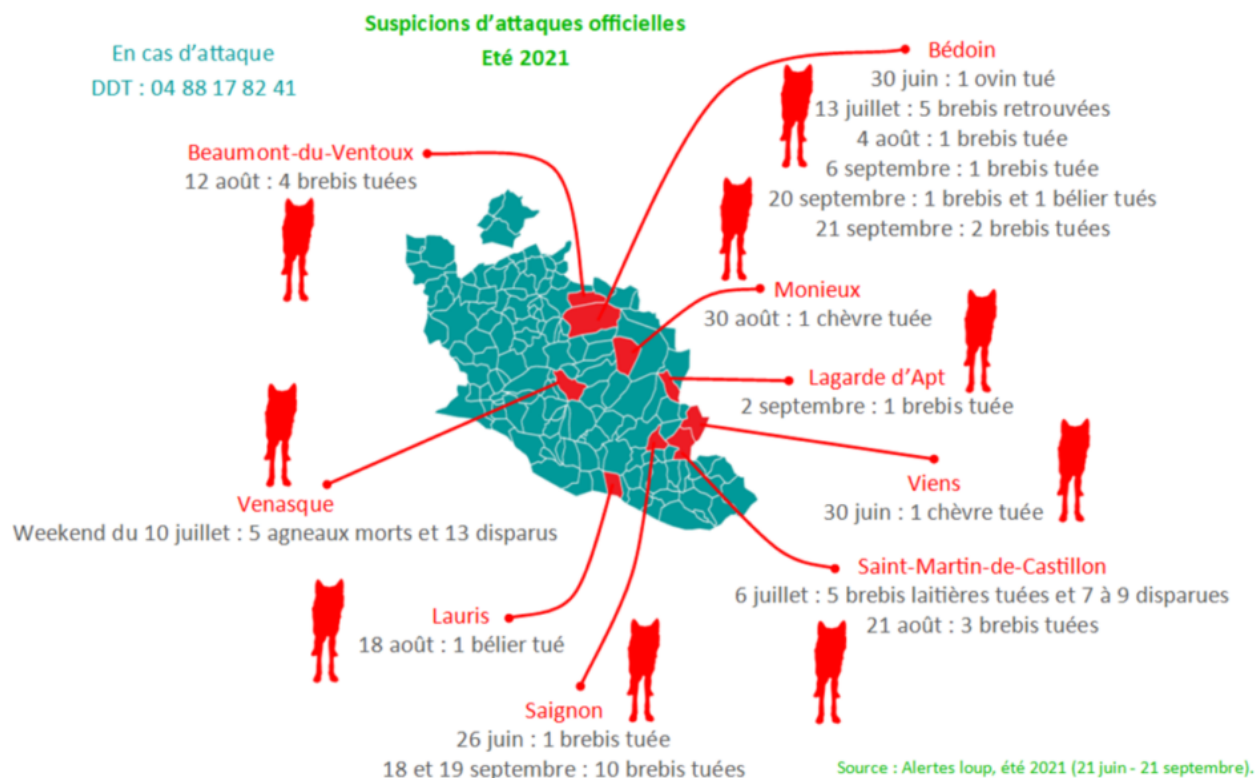 Suspicions d'attaques officielles
Eté 2021
En cas d'attaque
DDT : 04 88 17 82 41
Bédoin
30 juin : 1 ovin tué
13 juillet : 5 brebis retrouvées
4 août : 1 brebis tuée
6 septembre : 1 brebis tuée
20 septembre : 1 brebis et 1 bélier tués
21 septembre : 2 brebis tuées
Beaumont-du-Ventoux
12 août : 4 brebis tuées
Monieux
30 août : 1 chèvre tuée
Lagarde d'Apt
2 septembre : 1 brebis tuée
Viens
30 juin : 1 chèvre tuée
Venasque
Weekend du 10 juillet : 5 agneaux morts et 13 disparus
Saint-Martin-de-Castillon
6 juillet : 5 brebis laitières tuées et 7 à 9 disparues
21 août : 3 brebis tuées
Lauris
18 août : 1 bélier tué
Saignon
26 juin : 1 brebis tuée
18 et 19 septembre : 10 brebis tuées
Source : Alertes loup, été 2021 (21 juin - 21 septembre).